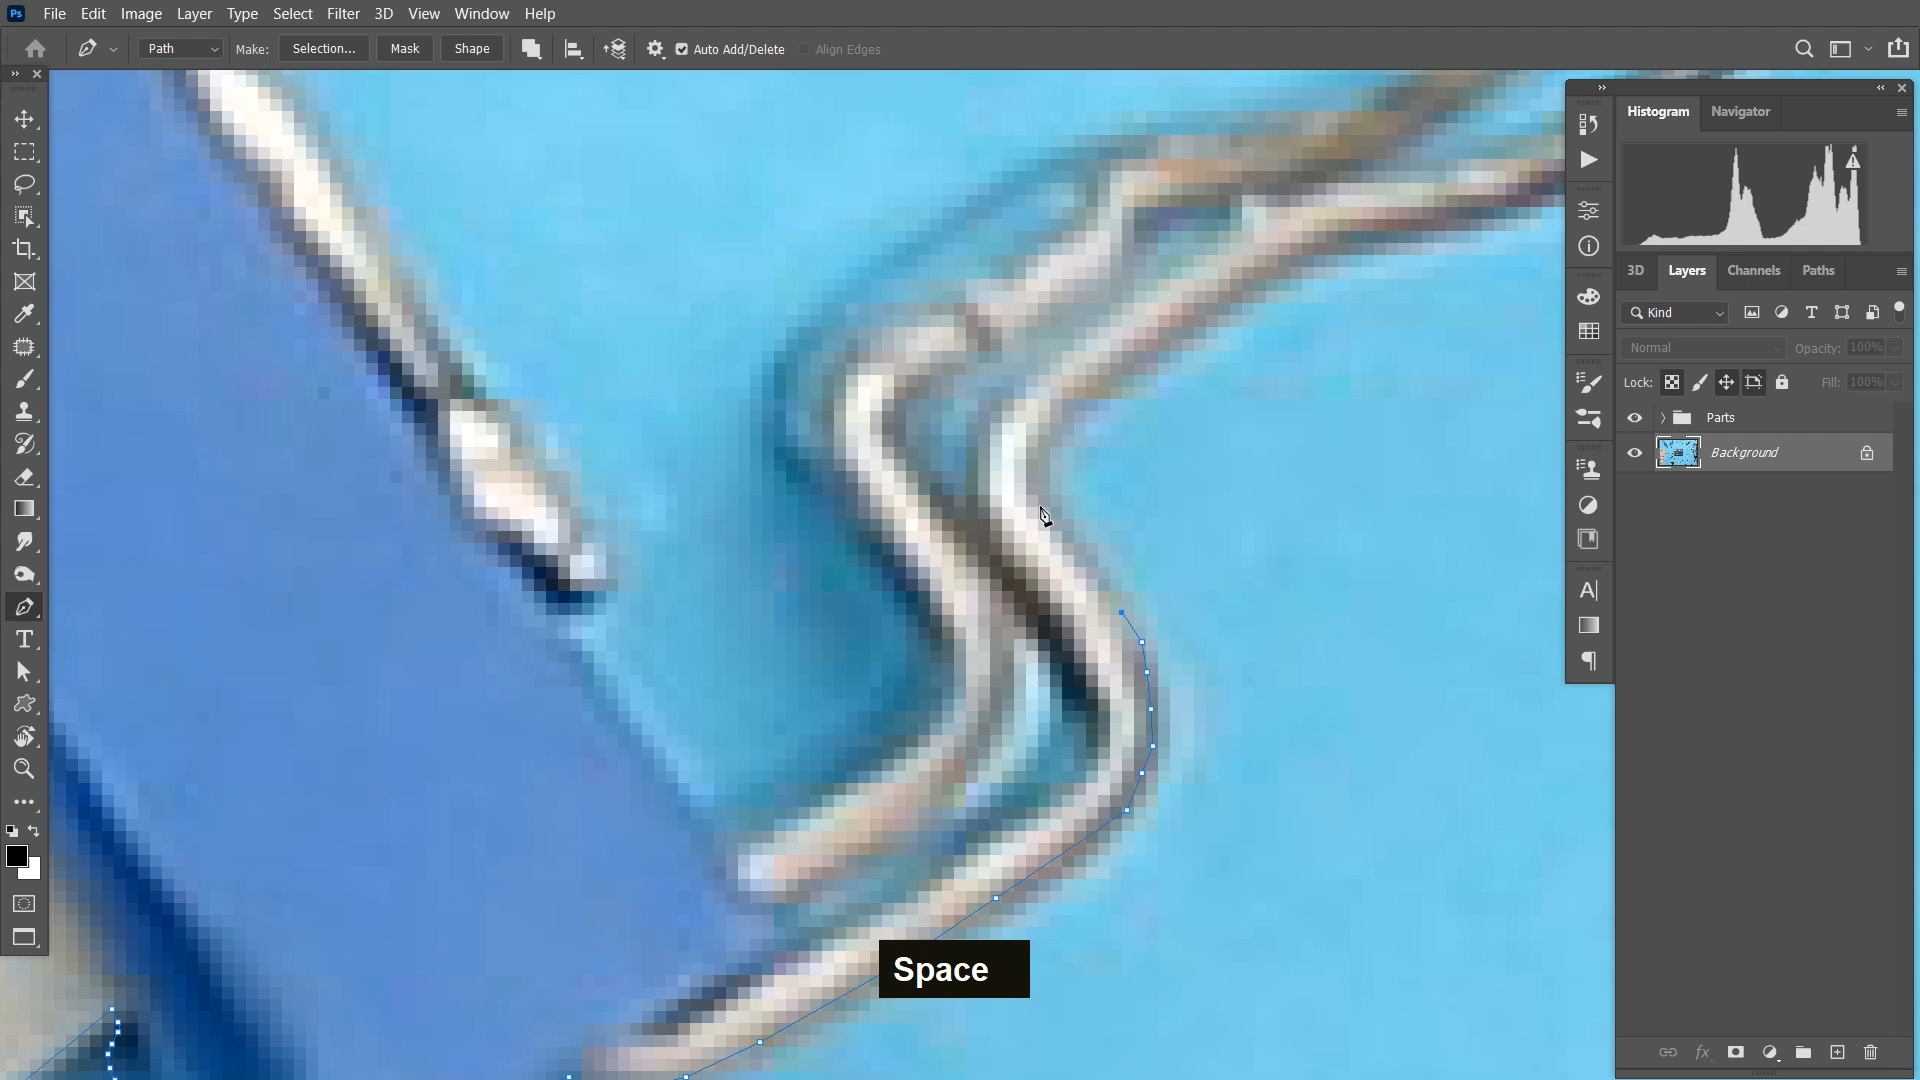 Ps File Edit Image Layer Type Select Filter 3D View Window Help
Path Make: Selection... Mask Shape Auto Add/Delete Align Edges
Histogram Navigator
3D Layers Channels Paths
Kind
Normal Opacity: 100%
Lock: Fill: 100%
Parts
Background
Space